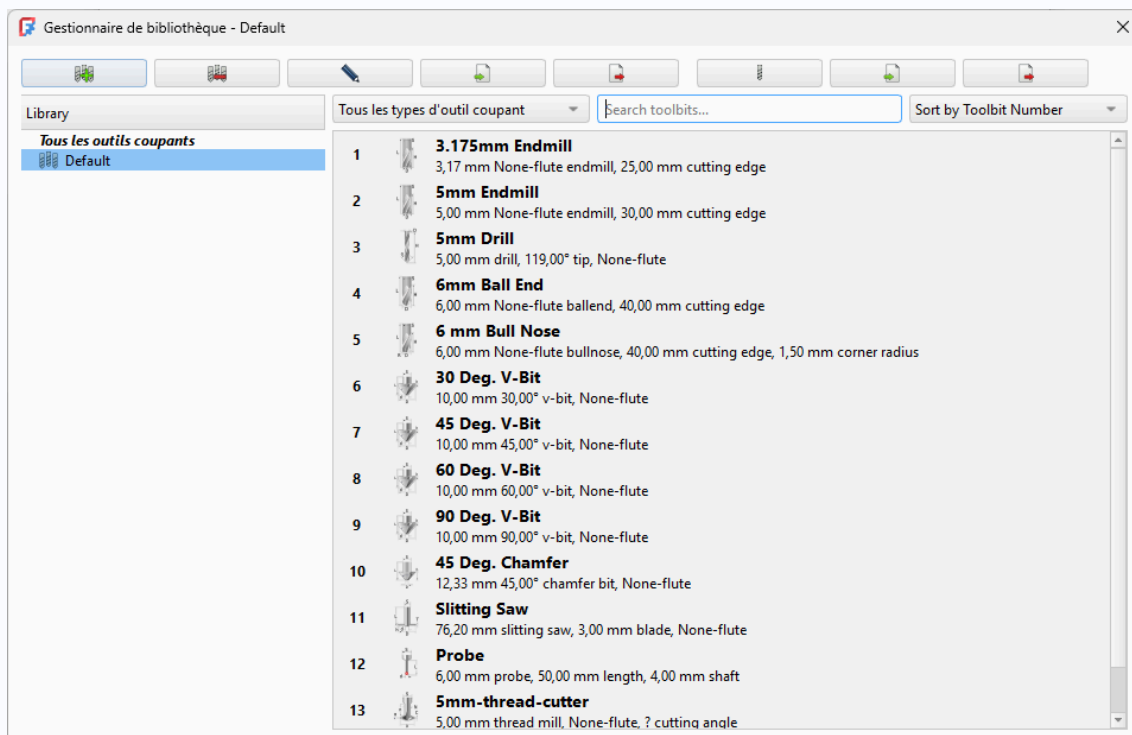 Gestionnaire de bibliothèque - Default
Library
Tous les types d'outil coupant
Search toolbits...
Sort by Toolbit Number
Tous les outils coupants
Default
1
3.175mm Endmill
3,17 mm None-flute endmill, 25,00 mm cutting edge
2
5mm Endmill
5,00 mm None-flute endmill, 30,00 mm cutting edge
3
5mm Drill
5,00 mm drill, 119,00° tip, None-flute
4
6mm Ball End
6,00 mm None-flute ballend, 40,00 mm cutting edge
5
6 mm Bull Nose
6,00 mm None-flute bullnose, 40,00 mm cutting edge, 1,50 mm corner radius
6
30 Deg. V-Bit
10,00 mm 30,00° v-bit, None-flute
7
45 Deg. V-Bit
10,00 mm 45,00° v-bit, None-flute
8
60 Deg. V-Bit
10,00 mm 60,00° v-bit, None-flute
9
90 Deg. V-Bit
10,00 mm 90,00° v-bit, None-flute
10
45 Deg. Chamfer
12,33 mm 45,00° chamfer bit, None-flute
11
Slitting Saw
76,20 mm slitting saw, 3,00 mm blade, None-flute
12
Probe
6,00 mm probe, 50,00 mm length, 4,00 mm shaft
13
5mm-thread-cutter
5,00 mm thread mill, None-flute, ? cutting angle